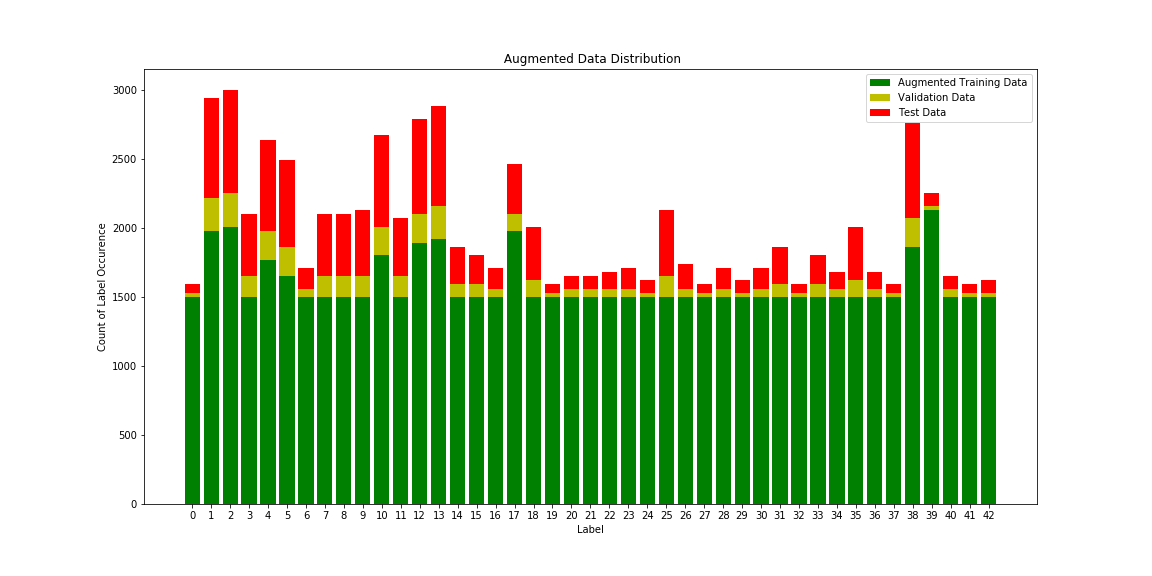 Augmented Data Distribution
Augmented Training Data
Validation Data
Test Data
3000
2500
2000
1500
1000
500
0
Count of Label Occurence
0 1 2 3 4 5 6 7 8 9 10 11 12 13 14 15 16 17 18 19 20 21 22 23 24 25 26 27 28 29 30 31 32 33 34 35 36 37 38 39 40 41 42
Label